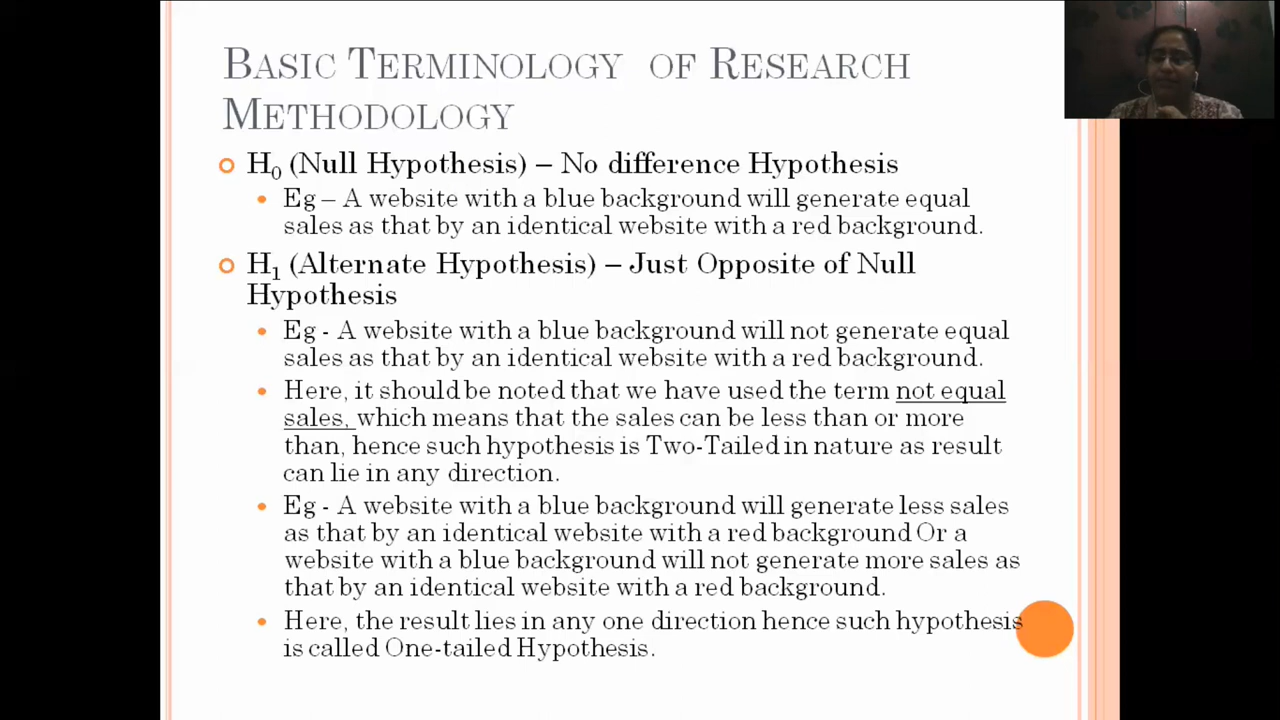 BASIC TERMINOLOGY OF RESEARCH
METHODOLOGY
H0 (Null Hypothesis) – No difference Hypothesis
Eg – A website with a blue background will generate equal
sales as that by an identical website with a red background.
H1 (Alternate Hypothesis) – Just Opposite of Null
Hypothesis
Eg - A website with a blue background will not generate equal
sales as that by an identical website with a red background.
Here, it should be noted that we have used the term not equal
sales, which means that the sales can be less than or more
than, hence such hypothesis is Two-Tailed in nature as result
can lie in any direction.
Eg - A website with a blue background will generate less sales
as that by an identical website with a red background Or a
website with a blue background will not generate more sales as
that by an identical website with a red background.
Here, the result lies in any one direction hence such hypothesis
is called One-tailed Hypothesis.